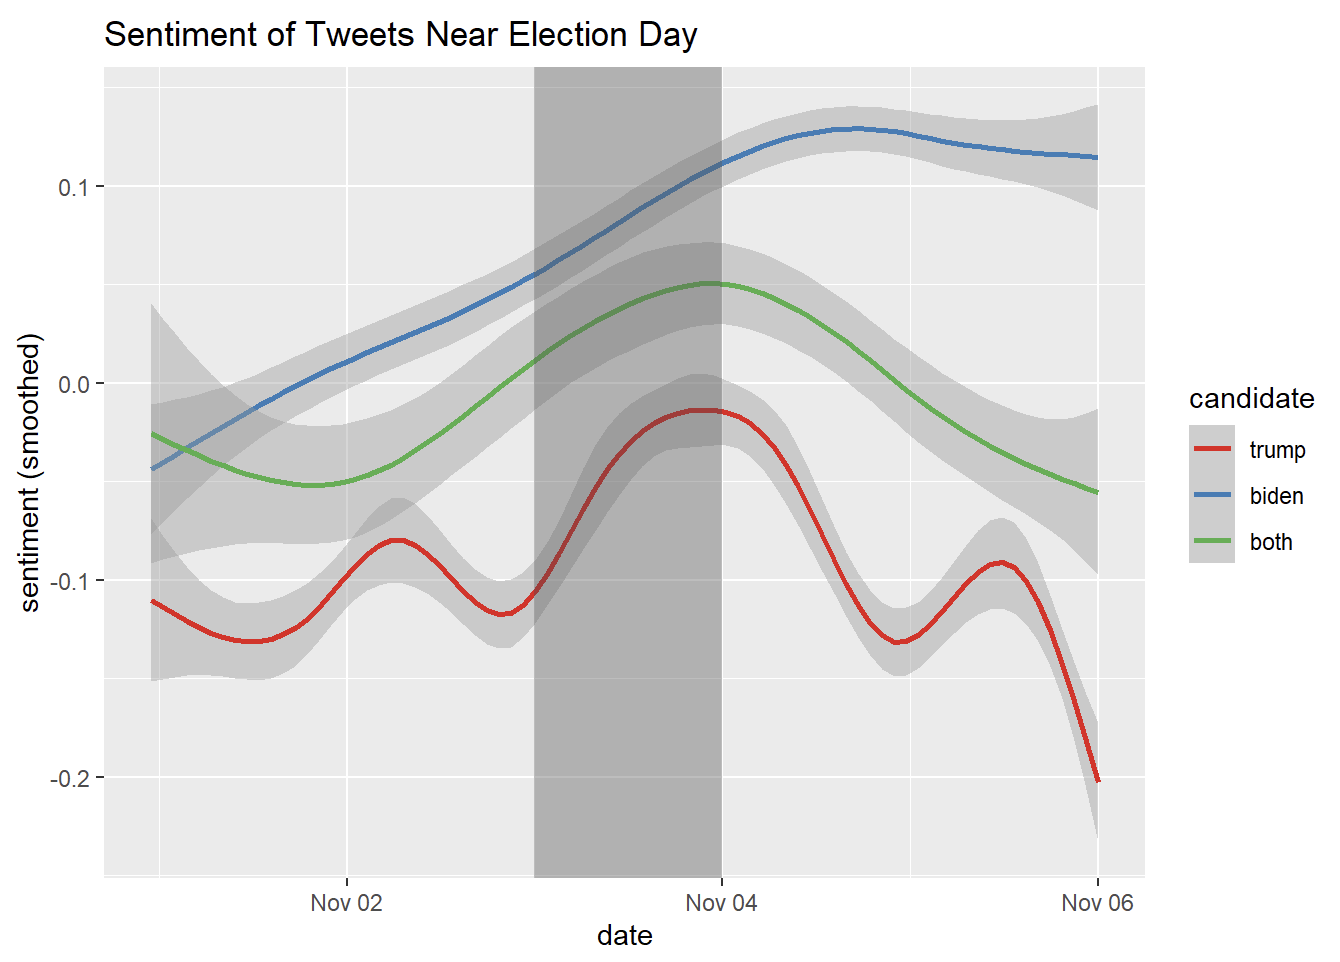 Sentiment of Tweets Near Election Day
sentiment (smoothed)
0.1
0.0
-0.1
-0.2
Nov 02
Nov 04
Nov 06
date
candidate
trump
biden
both